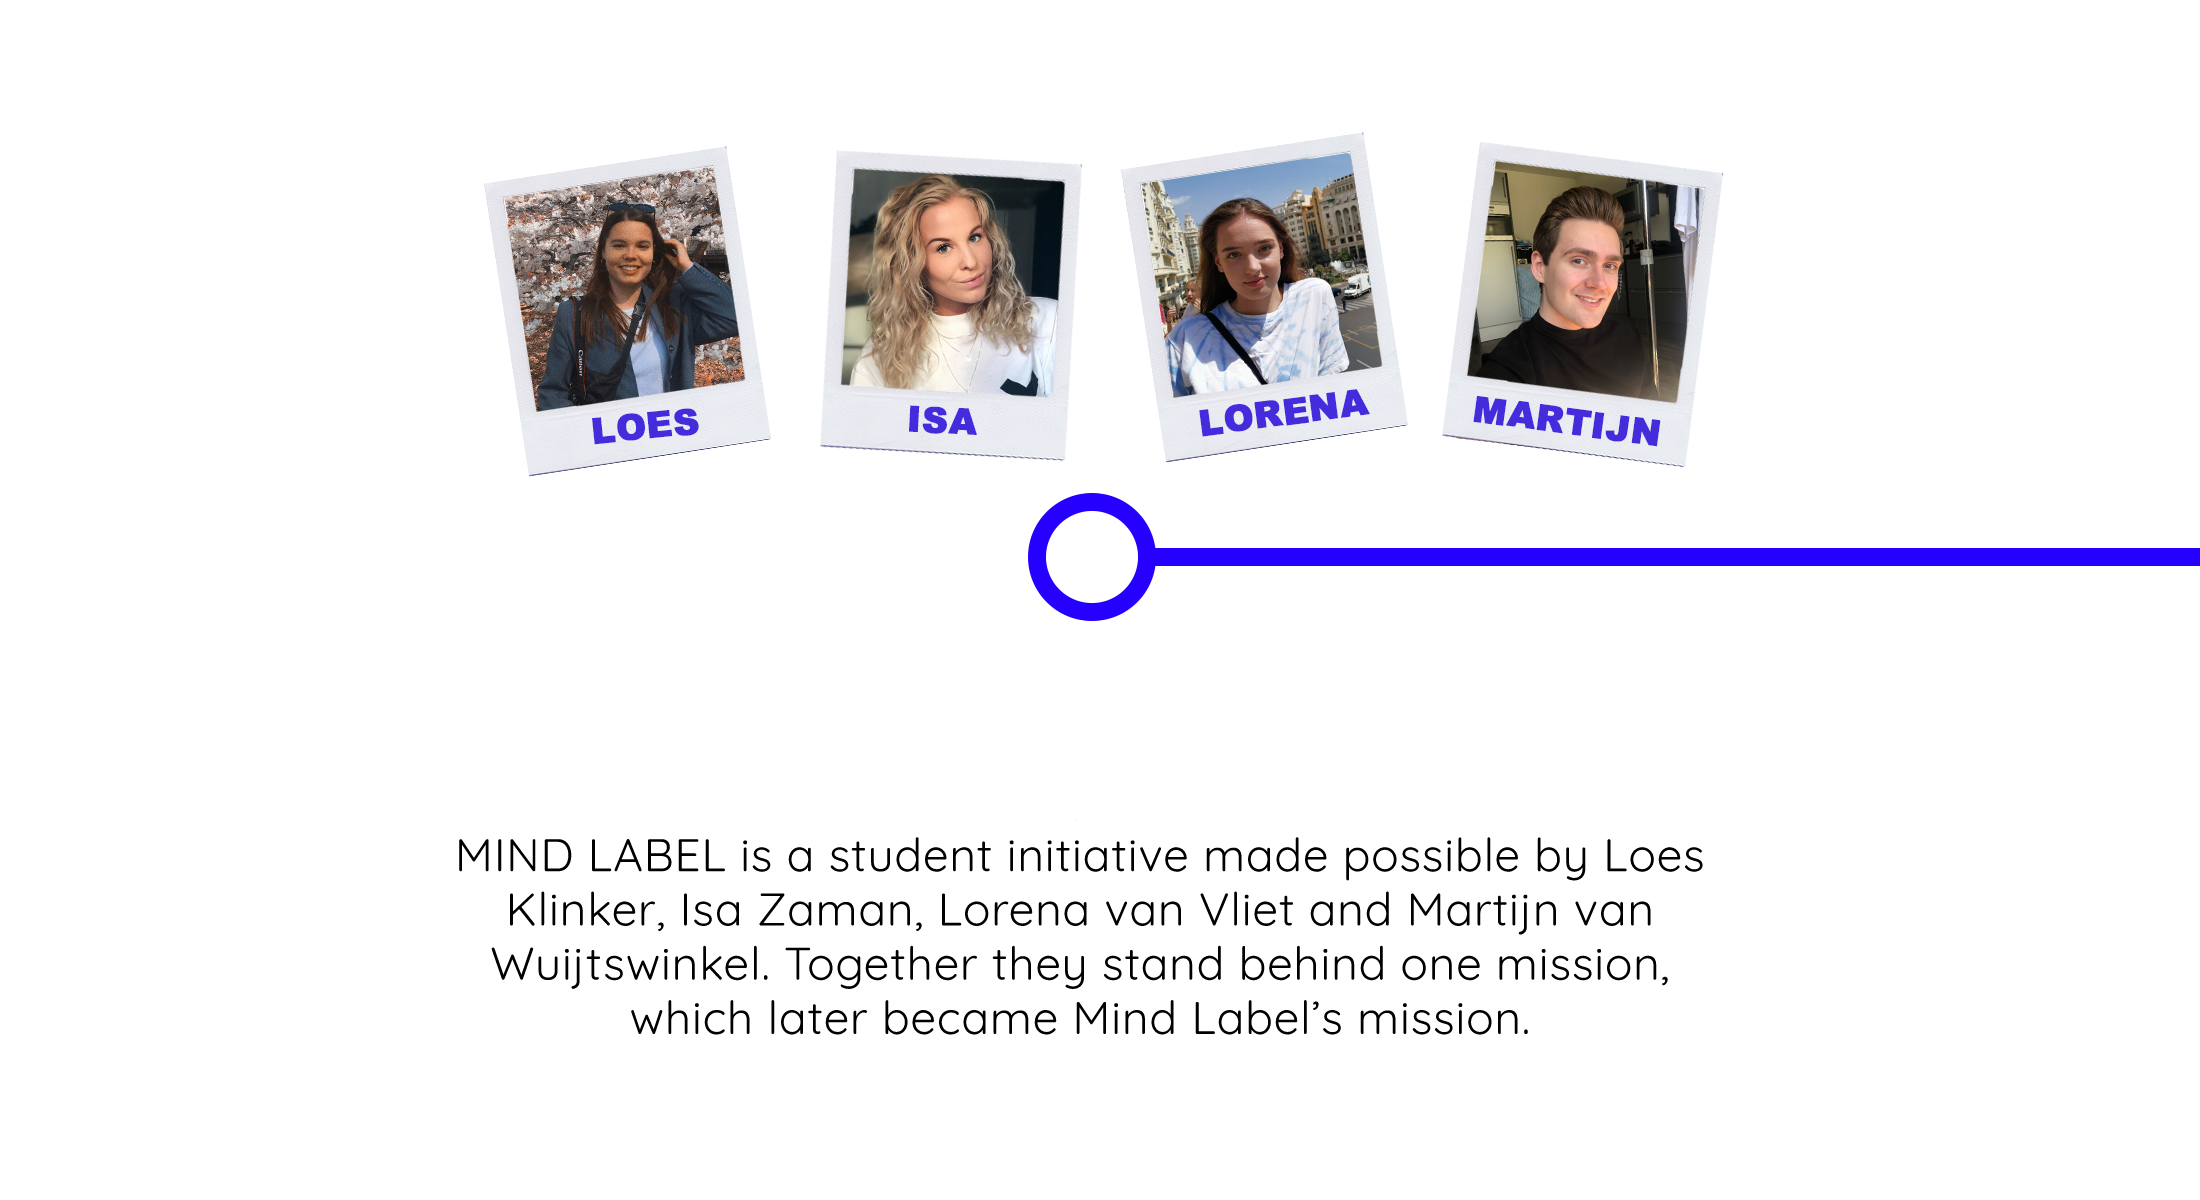 LOES
ISA
LORENA
MARTIJN
Canon
MIND LABEL is a student initiative made possible by Loes
Klinker, Isa Zaman, Lorena van Vliet and Martijn van
Wuijtswinkel. Together they stand behind one mission,
which later became Mind Label’s mission.